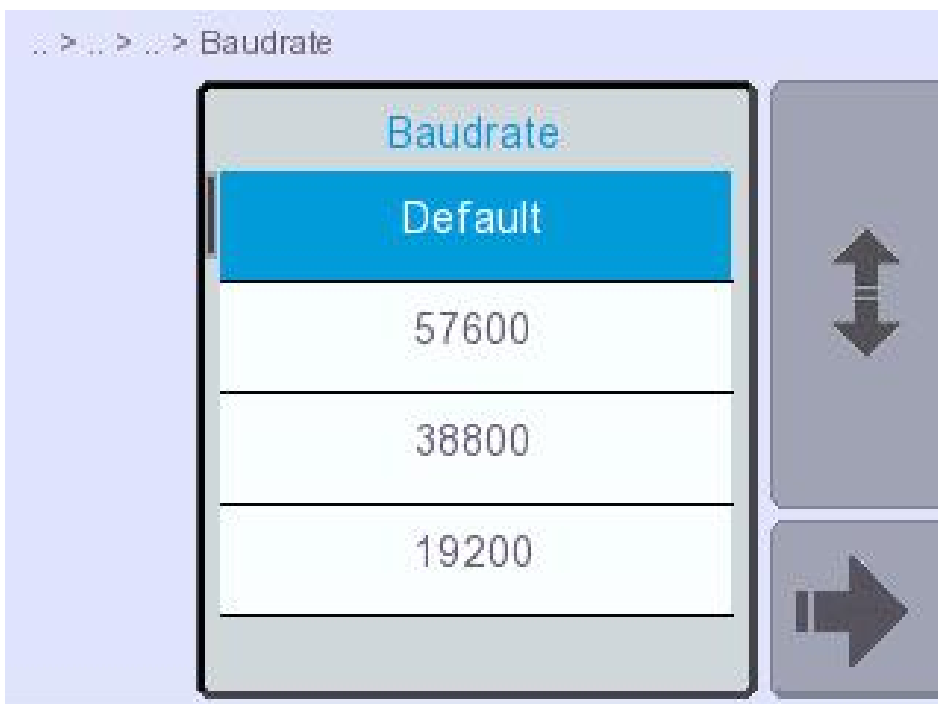 .. > .. > .. > Baudrate
Baudrate
Default
57600
38800
19200